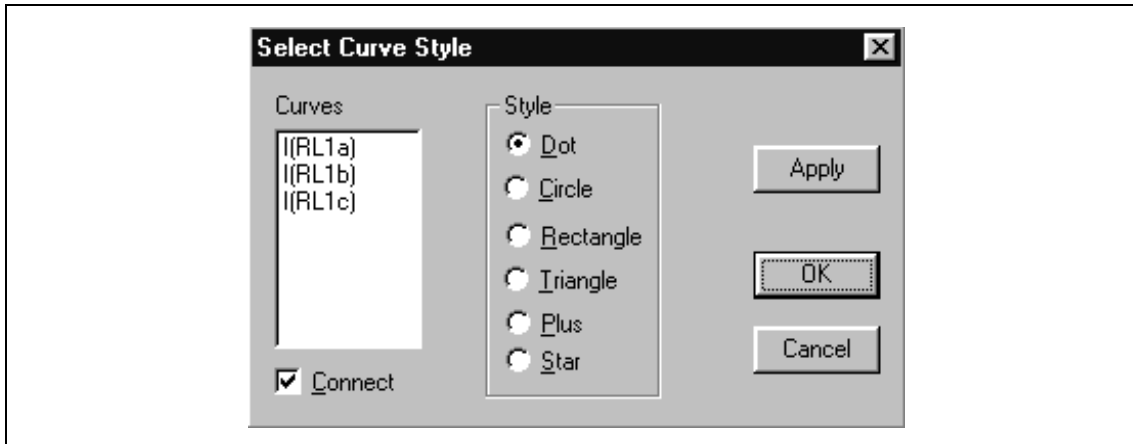 Select Curve Style
Curves
I(RL1a)
I(RL1b)
I(RL1c)
Connect
Style
Dot
Circle
Rectangle
Triangle
Plus
Star
Apply
OK
Cancel